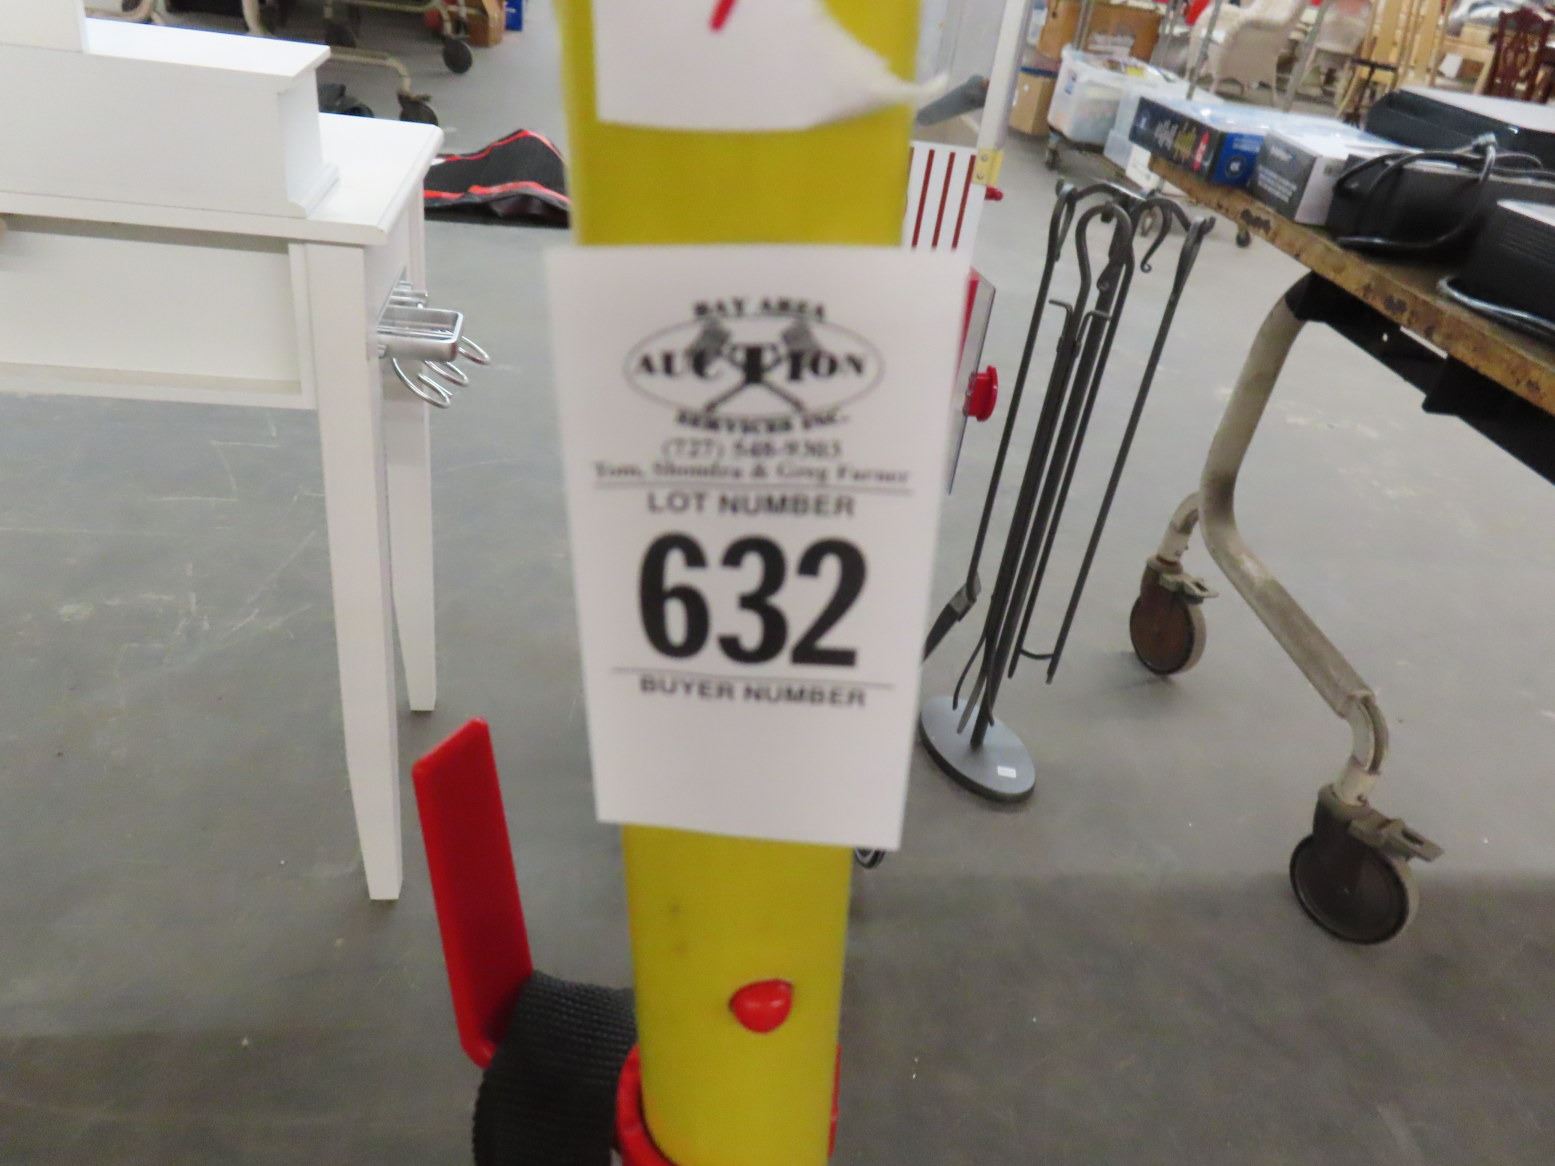 BAY AREA
AUCTION
SERVICES INC.
(727) 548-9303
Tom, Shondra & Greg Farner
LOT NUMBER
632
BUYER NUMBER